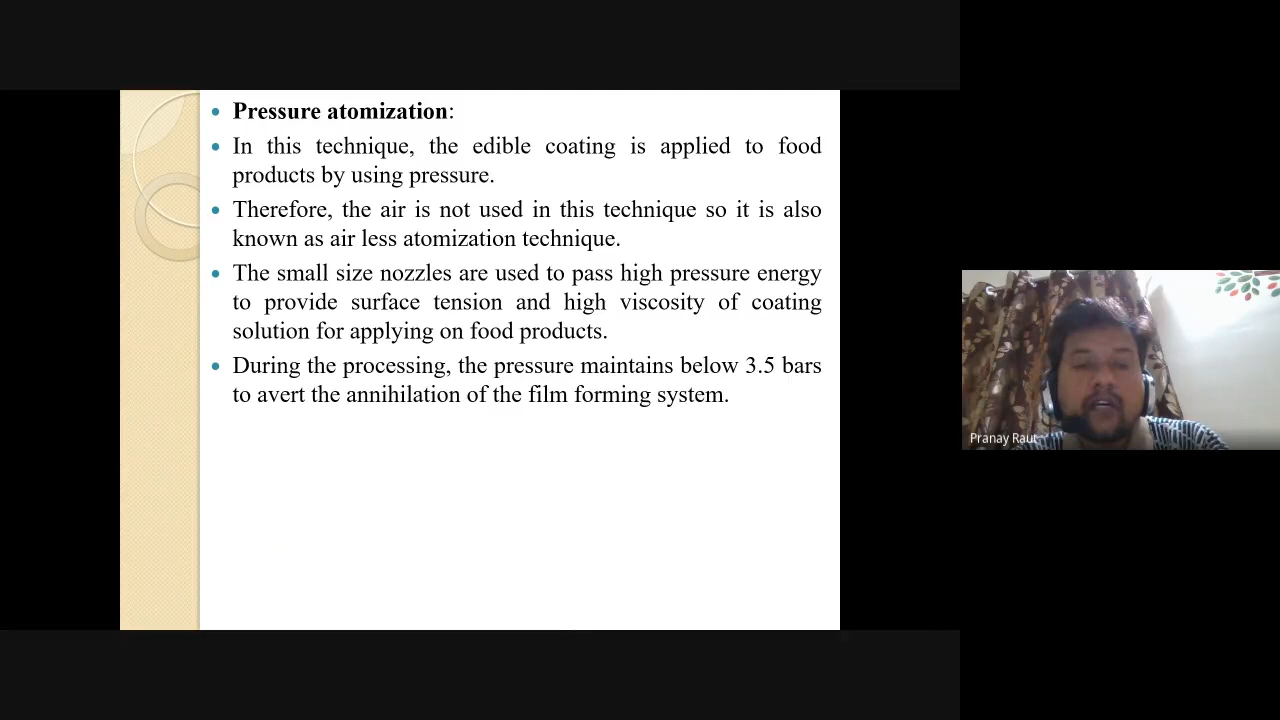 Pressure atomization:
In this technique, the edible coating is applied to food
products by using pressure.
Therefore, the air is not used in this technique so it is also
known as air less atomization technique.
The small size nozzles are used to pass high pressure energy
to provide surface tension and high viscosity of coating
solution for applying on food products.
During the processing, the pressure maintains below 3.5 bars
to avert the annihilation of the film forming system.
Pranay Raut